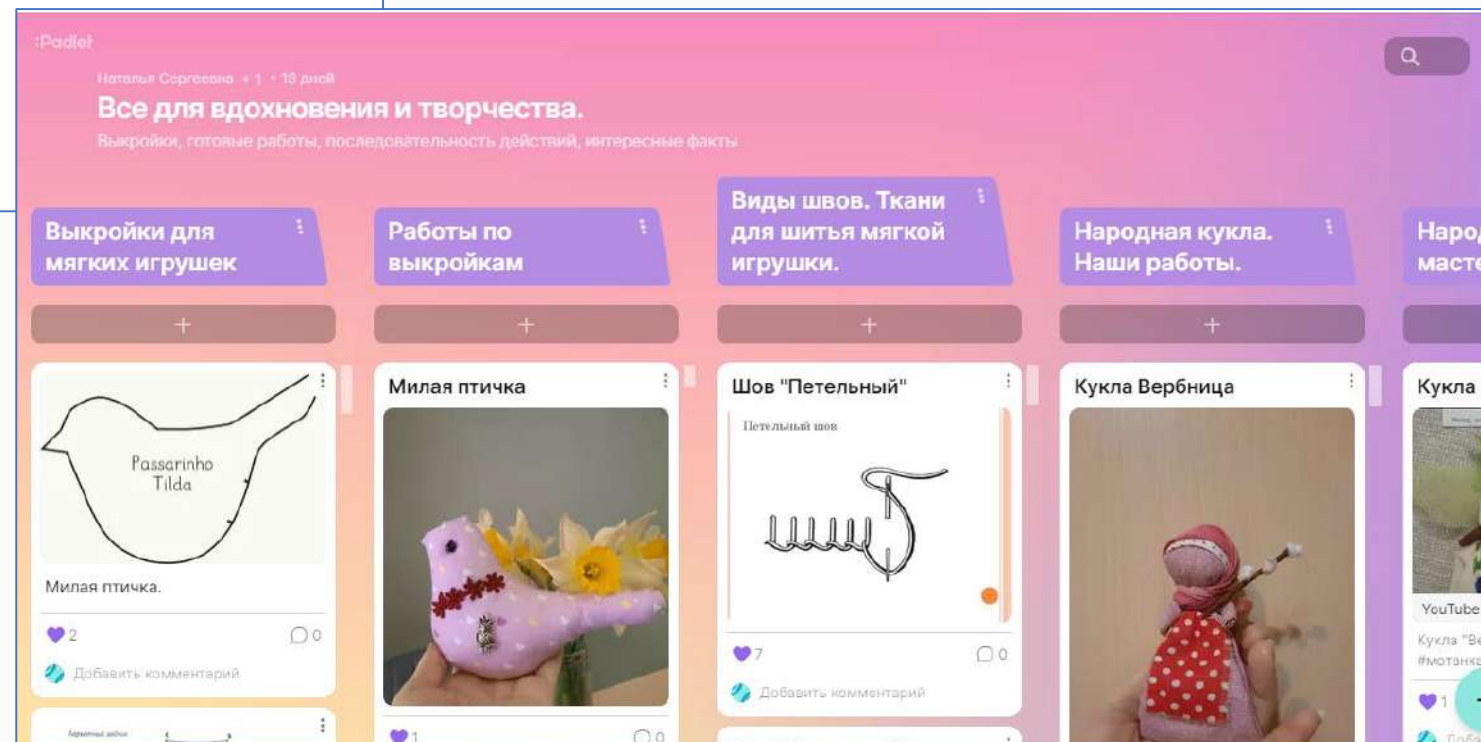 :Padlet
Наталья Сергеевна + 1 • 18 дней
Все для вдохновения и творчества.
Выкройки, готовые работы, последовательность действий, интересные факты
Выкройки для
мягких игрушек
Passarinho
Tilda
Милая птичка.
2
0
Добавить комментарий
Работы по
выкройкам
Милая птичка
1
0
Виды швов. Ткани
для шитья мягкой
игрушки.
Шов "Петельный"
Петельный шов
7
0
Добавить комментарий
Народная кукла.
Наши работы.
Кукла Вербница
Кукла
YouTube
1